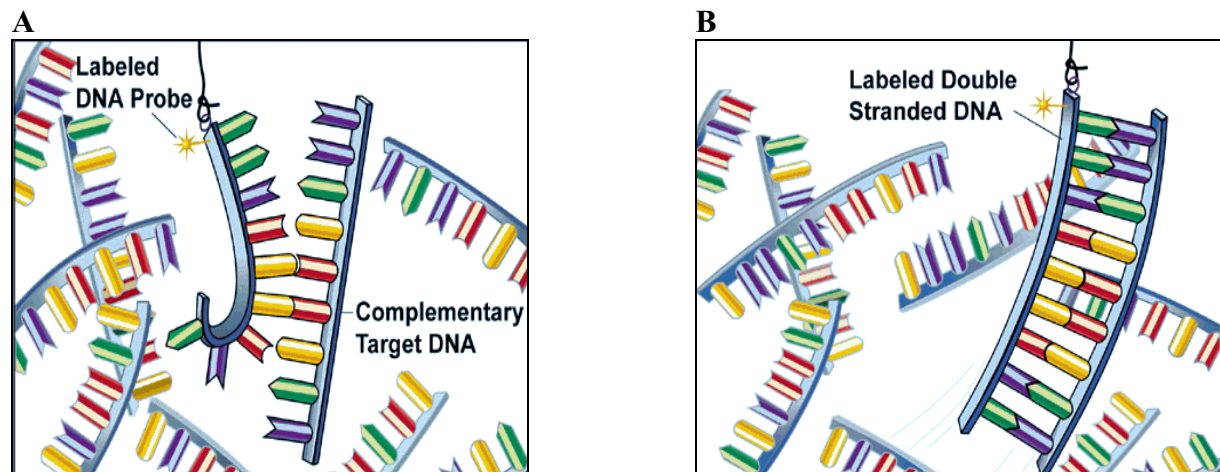 A
B
Labeled
DNA Probe
Complementary
Target DNA
Labeled Double
Stranded DNA